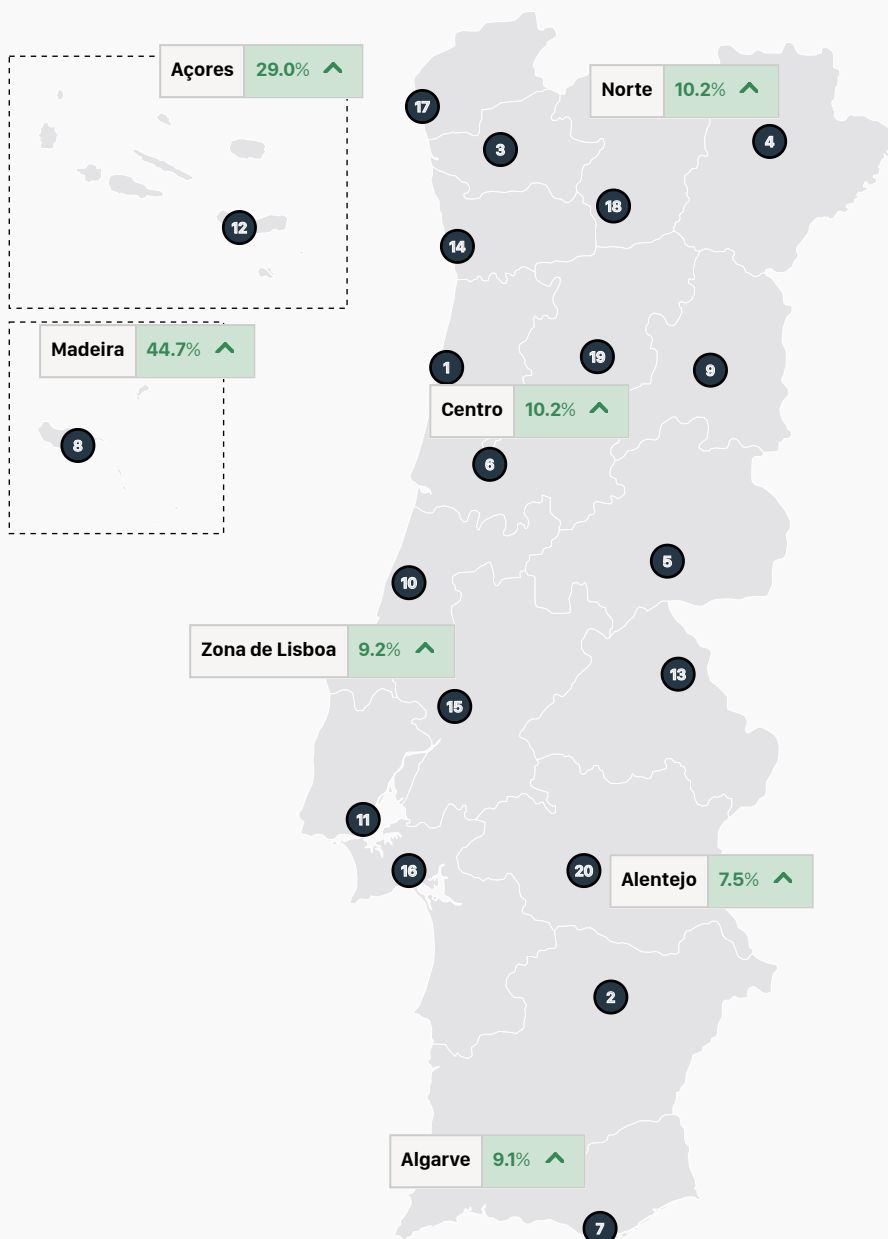 Açores 29.0%
Norte 10.2%
17
3
4
18
12
14
Madeira 44.7%
19
1
9
Centro 10.2%
8
6
5
10
Zona de Lisboa 9.2%
13
15
11
16
20
Alentejo 7.5%
2
Algarve 9.1%
7